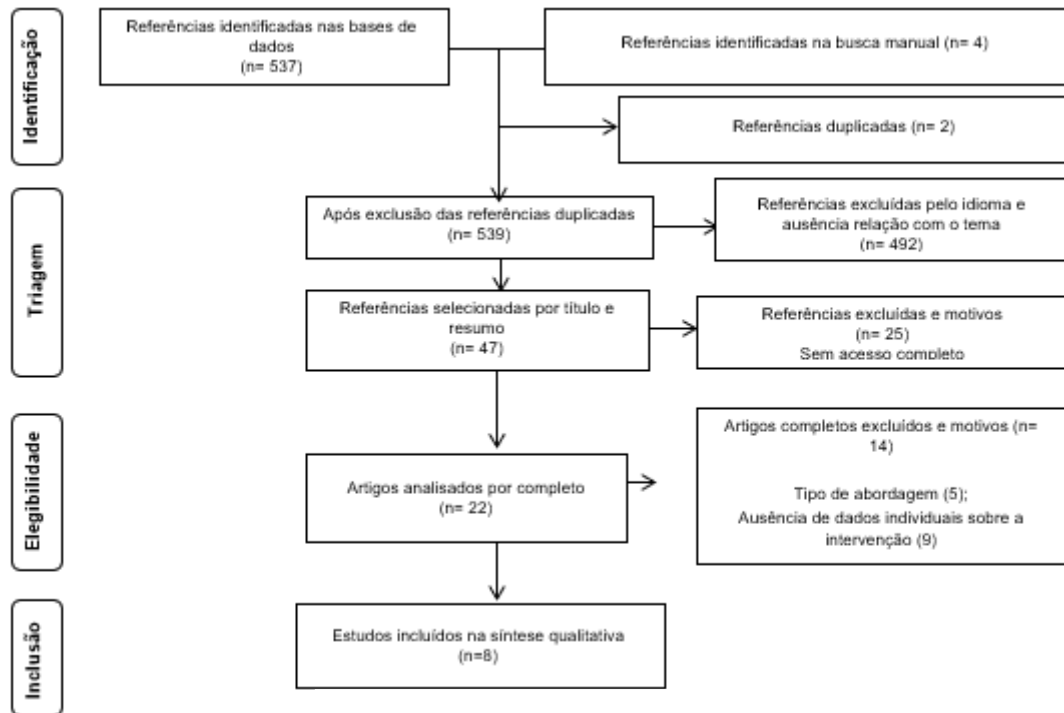 Identificação
Referências identificadas nas bases de
dados
(n= 537)
Referências identificadas na busca manual (n= 4)
Referências duplicadas (n= 2)
Triagem
Após exclusão das referências duplicadas
(n= 539)
Referências excluídas pelo idioma e
ausência relação com o tema
(n= 492)
Referências selecionadas por título e
resumo
(n= 47)
Referências excluídas e motivos
(n= 25)
Sem acesso completo
Elegibilidade
Artigos analisados por completo
(n= 22)
Artigos completos excluídos e motivos (n=
14)
Tipo de abordagem (5);
Ausência de dados individuais sobre a
intervenção (9)
Inclusão
Estudos incluídos na síntese qualitativa
(n=8)